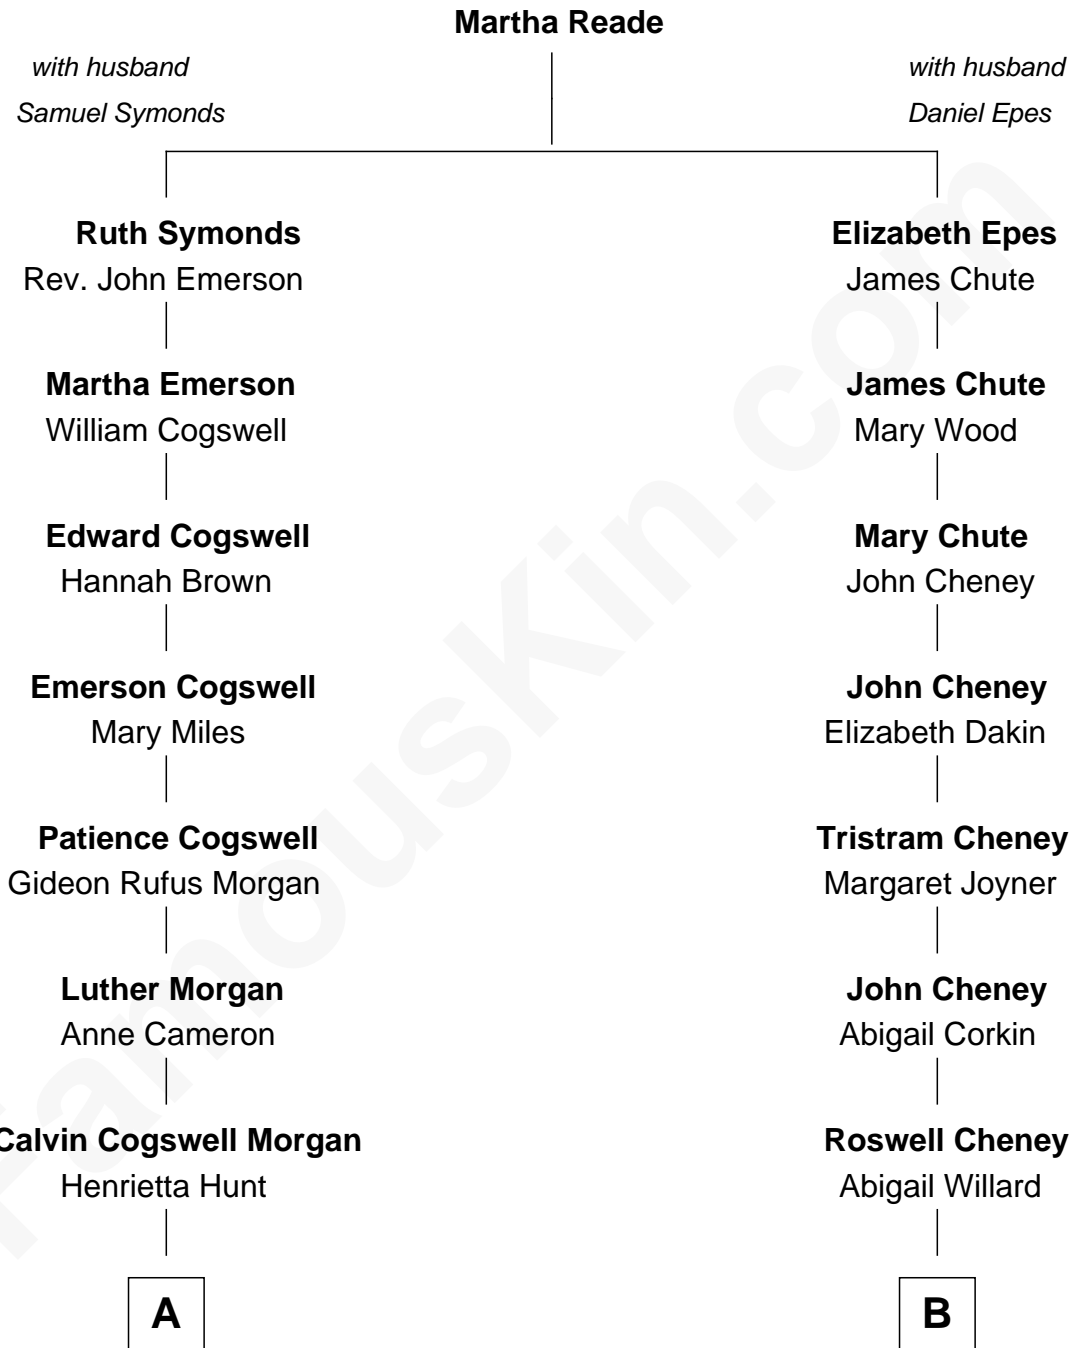 Martha Reade
with husband
Samuel Symonds
with husband
Daniel Epes
Ruth Symonds
Rev. John Emerson
Elizabeth Epes
James Chute
Martha Emerson
William Cogswell
James Chute
Mary Wood
Edward Cogswell
Hannah Brown
Mary Chute
John Cheney
Emerson Cogswell
Mary Miles
John Cheney
Elizabeth Dakin
Patience Cogswell
Gideon Rufus Morgan
Tristram Cheney
Margaret Joyner
Luther Morgan
Anne Cameron
John Cheney
Abigail Corkin
Calvin Cogswell Morgan
Henrietta Hunt
Roswell Cheney
Abigail Willard
A
B
FamousKin.com